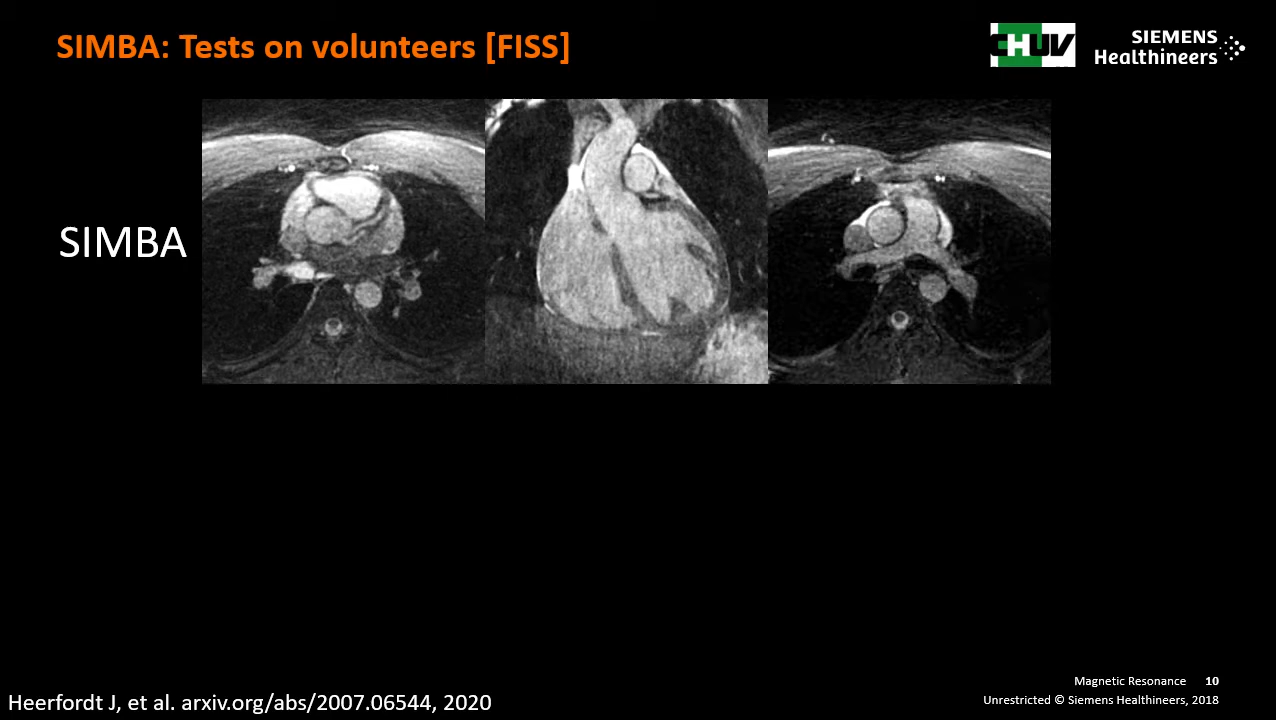 SIMBA: Tests on volunteers [FISS]
CHUV
SIEMENS
Healthineers
SIMBA
Magnetic Resonance 10
Unrestricted © Siemens Healthineers, 2018
Heerfordt J, et al. arxiv.org/abs/2007.06544, 2020